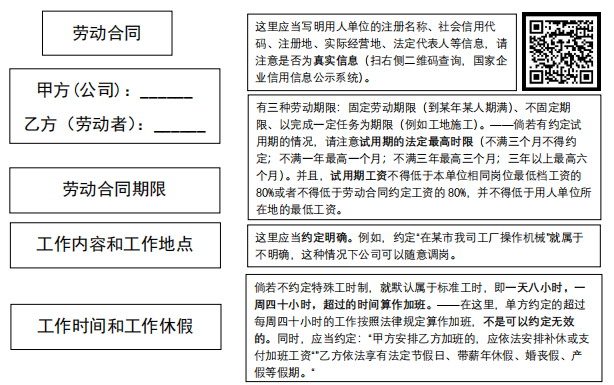 劳动合同
这里应当写明用人单位的注册名称、社会信用代
码、注册地、实际经营地、法定代表人等信息，请
注意是否为真实信息（扫右侧二维码查询，国家企
业信用信息公示系统）。
甲方(公司)：______
乙方（劳动者）：______
有三种劳动期限：固定劳动期限（到某年某人期满）、不固定期
限、以完成一定任务为期限（例如工地施工）。——倘若有约定试
用期的情况，请注意试用期的法定最高时限（不满三个月不得约
定；不满一年最高一个月；不满三年最高三个月；三年以上最高六
个月）。并且，试用期工资不得低于本单位相同岗位最低档工资的
80%或者不得低于劳动合同约定工资的 80%，并不得低于用人单位所
在地的最低工资。
劳动合同期限
工作内容和工作地点
这里应当约定明确。例如，约定“在某市我司工厂操作机械”就属于
不明确，这种情况下公司可以随意调岗。
工作时间和工作休假
倘若不约定特殊工时制，就默认属于标准工时，即一天八小时，一
周四十小时，超过的时间算作加班。——在这里，单方约定的超过
每周四十小时的工作按照法律规定算作加班，不是可以约定无效
的。同时，应当约定：“甲方安排乙方加班的，应依法安排补休或支
付加班工资“”乙方依法享有法定节假日、带薪年休假、婚丧假、产
假等假期。“